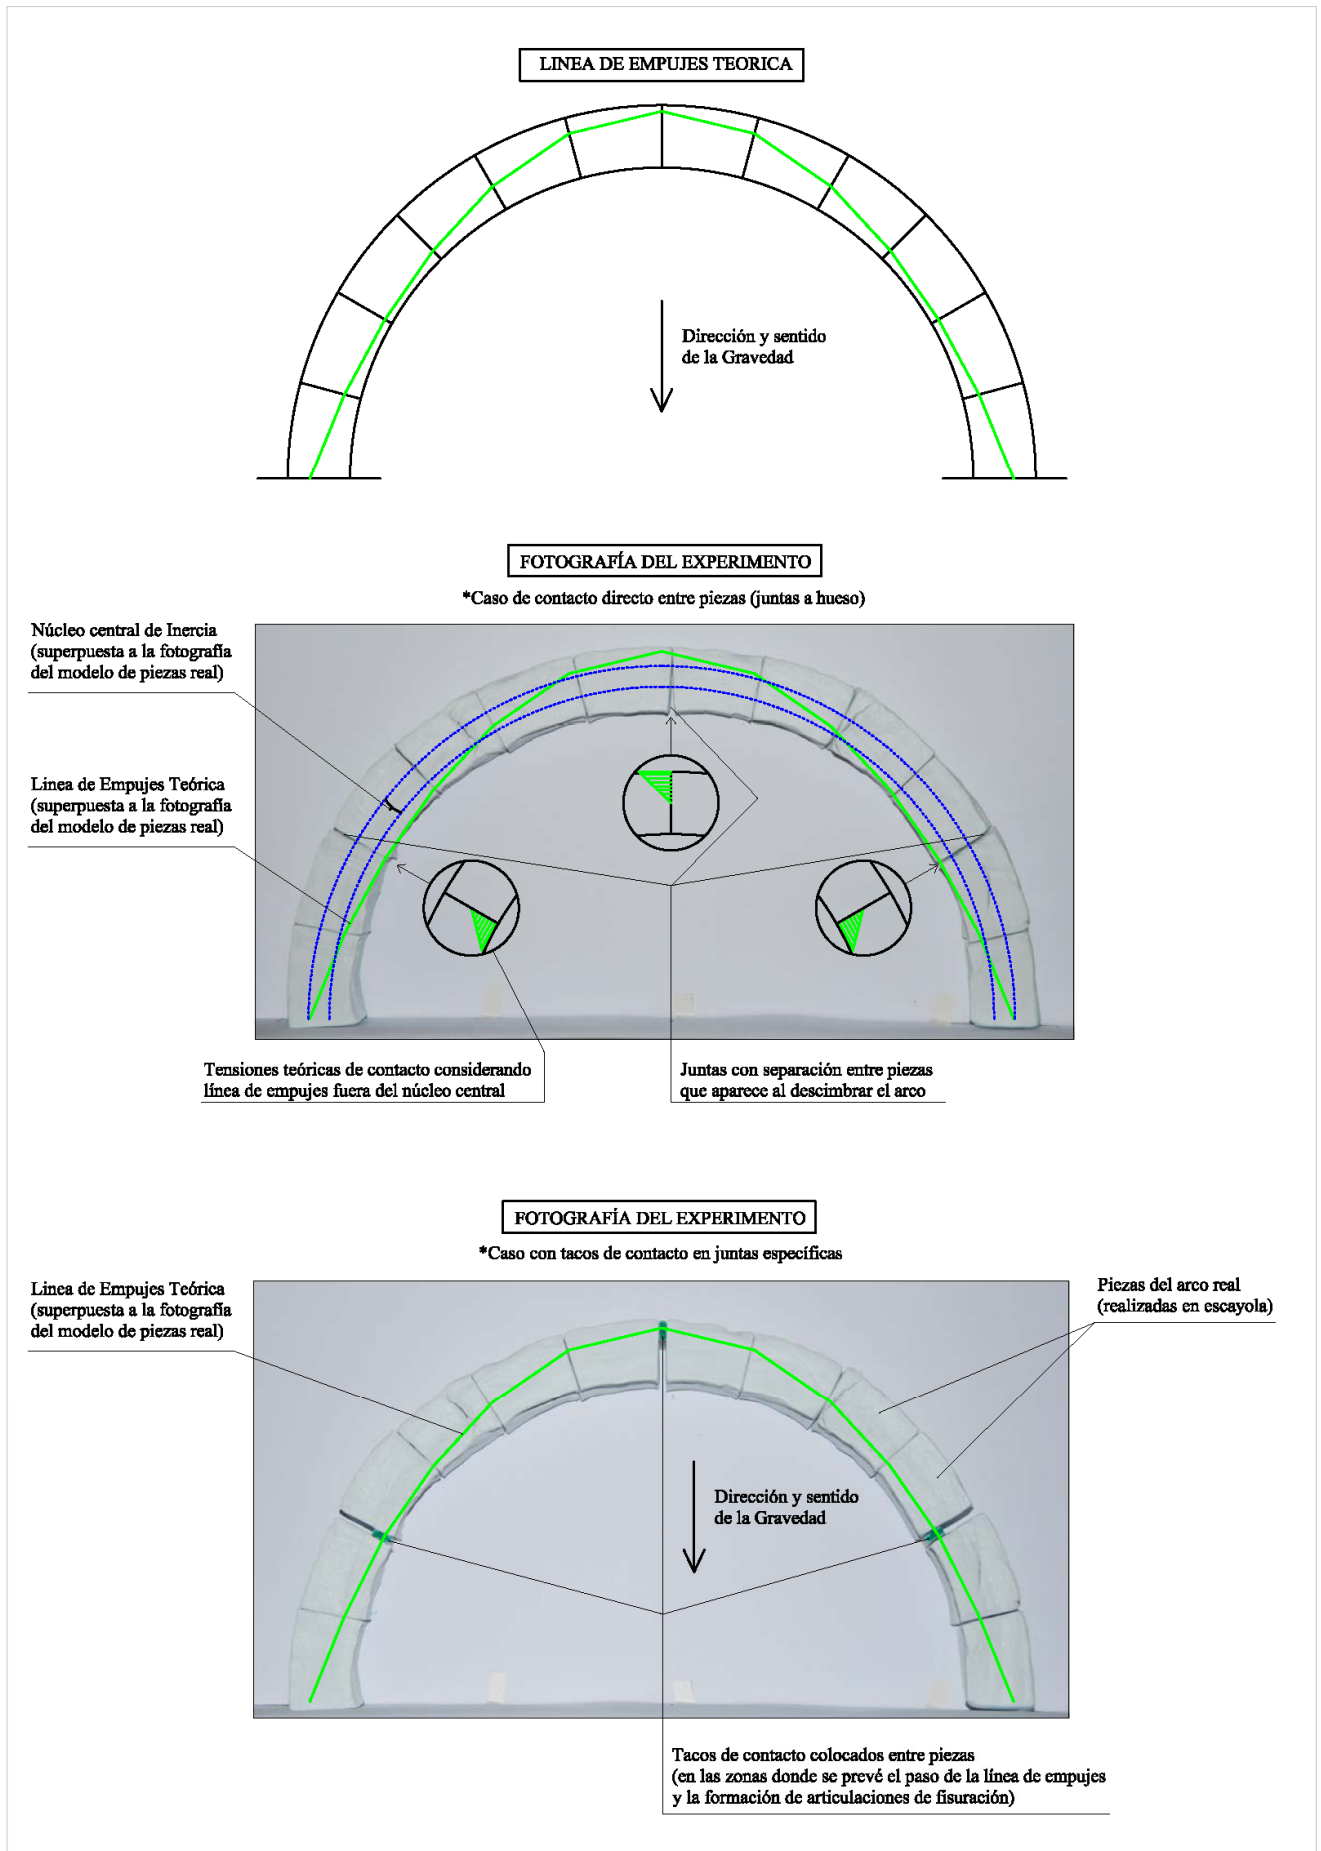 LINEA DE EMPUJES TEORICA
Dirección y sentido
de la Gravedad
FOTOGRAFÍA DEL EXPERIMENTO
*Caso de contacto directo entre piezas (juntas a hueso)
Núcleo central de Inercia
(superpuesta a la fotografía
del modelo de piezas real)
Linea de Empujes Teórica
(superpuesta a la fotografía
del modelo de piezas real)
Tensiones teóricas de contacto considerando
línea de empujes fuera del núcleo central
Juntas con separación entre piezas
que aparece al descimbrar el arco
FOTOGRAFÍA DEL EXPERIMENTO
*Caso con tacos de contacto en juntas específicas
Linea de Empujes Teórica
(superpuesta a la fotografía
del modelo de piezas real)
Piezas del arco real
(realizadas en escayola)
Dirección y sentido
de la Gravedad
Tacos de contacto colocados entre piezas
(en las zonas donde se prevé el paso de la línea de empujes
y la formación de articulaciones de fisuración)